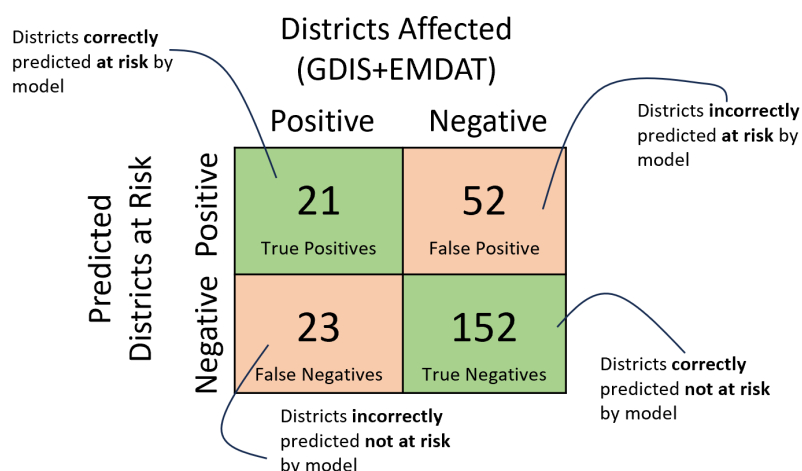 Districts Affected
(GDIS+EMDAT)
Districts correctly
predicted at risk by
model
Districts incorrectly
predicted at risk by
model
Positive
Negative
Predicted
Districts at Risk
Positive
21
True Positives
52
False Positive
Negative
23
False Negatives
152
True Negatives
Districts correctly
predicted not at risk
by model
Districts incorrectly
predicted not at risk
by model